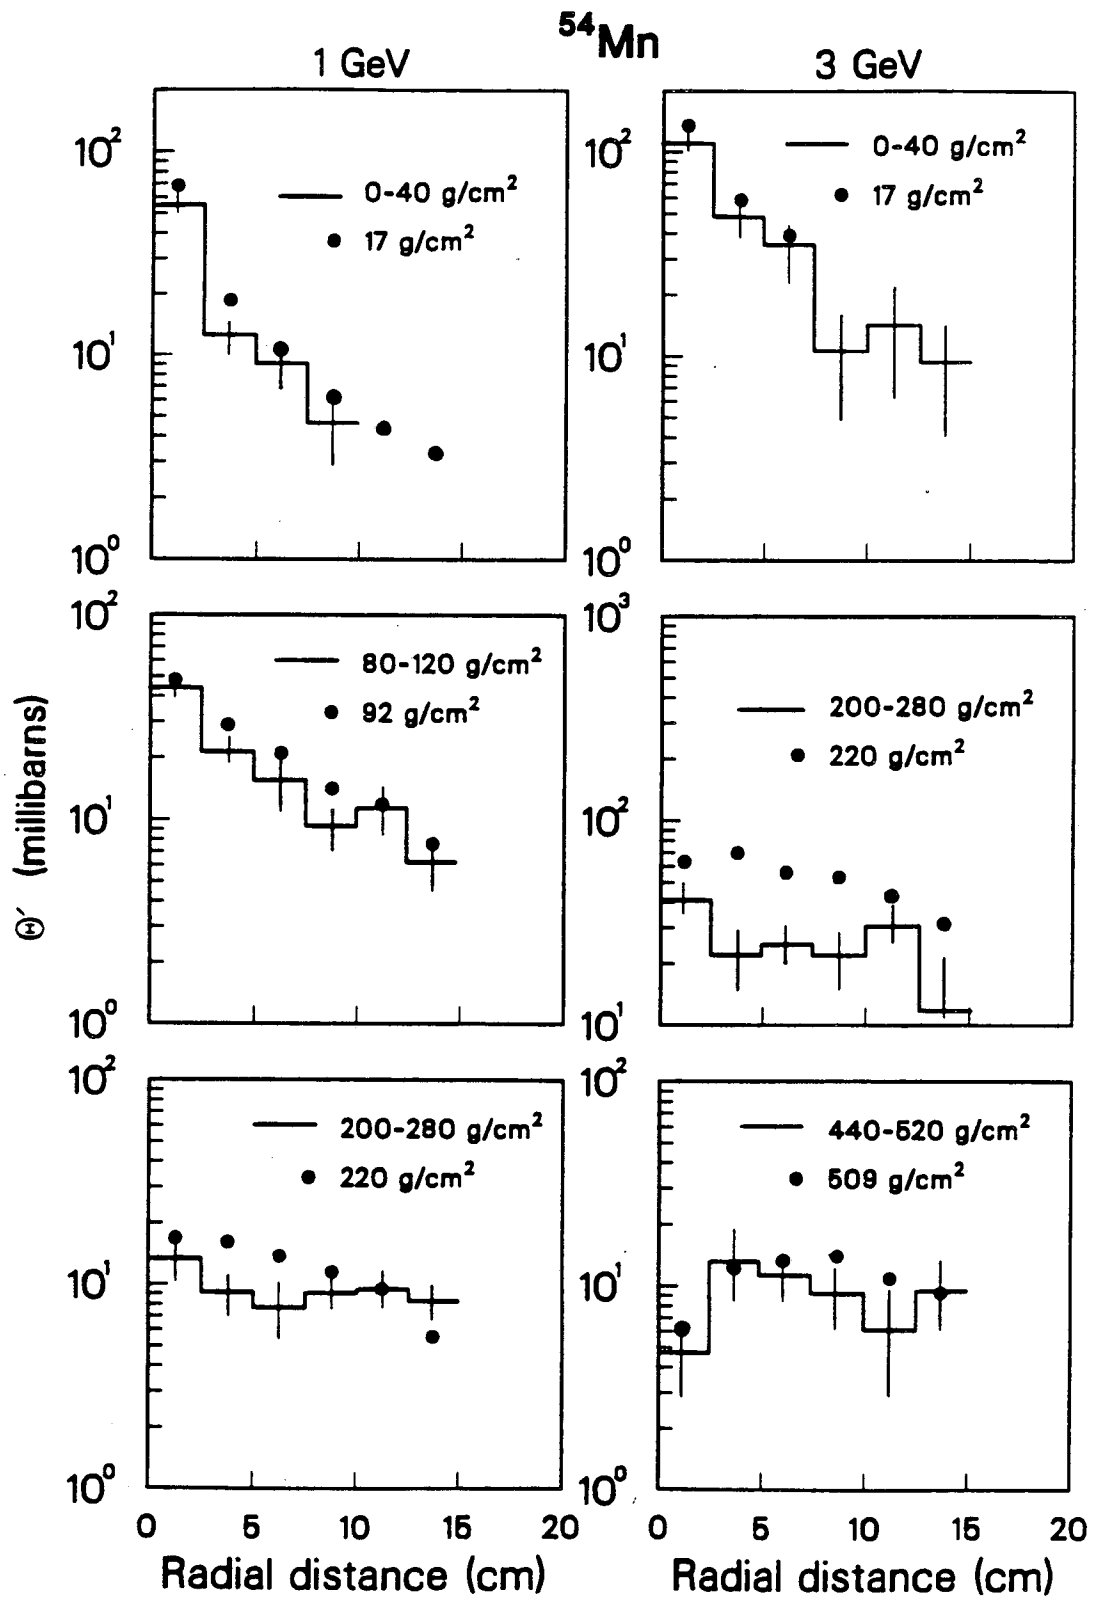 ⁵⁴Mn
1 GeV
3 GeV
10²
10¹
10⁰
0-40 g/cm²
17 g/cm²
10²
10¹
10⁰
0-40 g/cm²
17 g/cm²
Θ′ (millibarns)
10²
10¹
10⁰
80-120 g/cm²
92 g/cm²
10³
10²
10¹
200-280 g/cm²
220 g/cm²
10²
10¹
10⁰
200-280 g/cm²
220 g/cm²
10²
10¹
10⁰
440-520 g/cm²
509 g/cm²
0 5 10 15 20
0 5 10 15 20
Radial distance (cm)
Radial distance (cm)